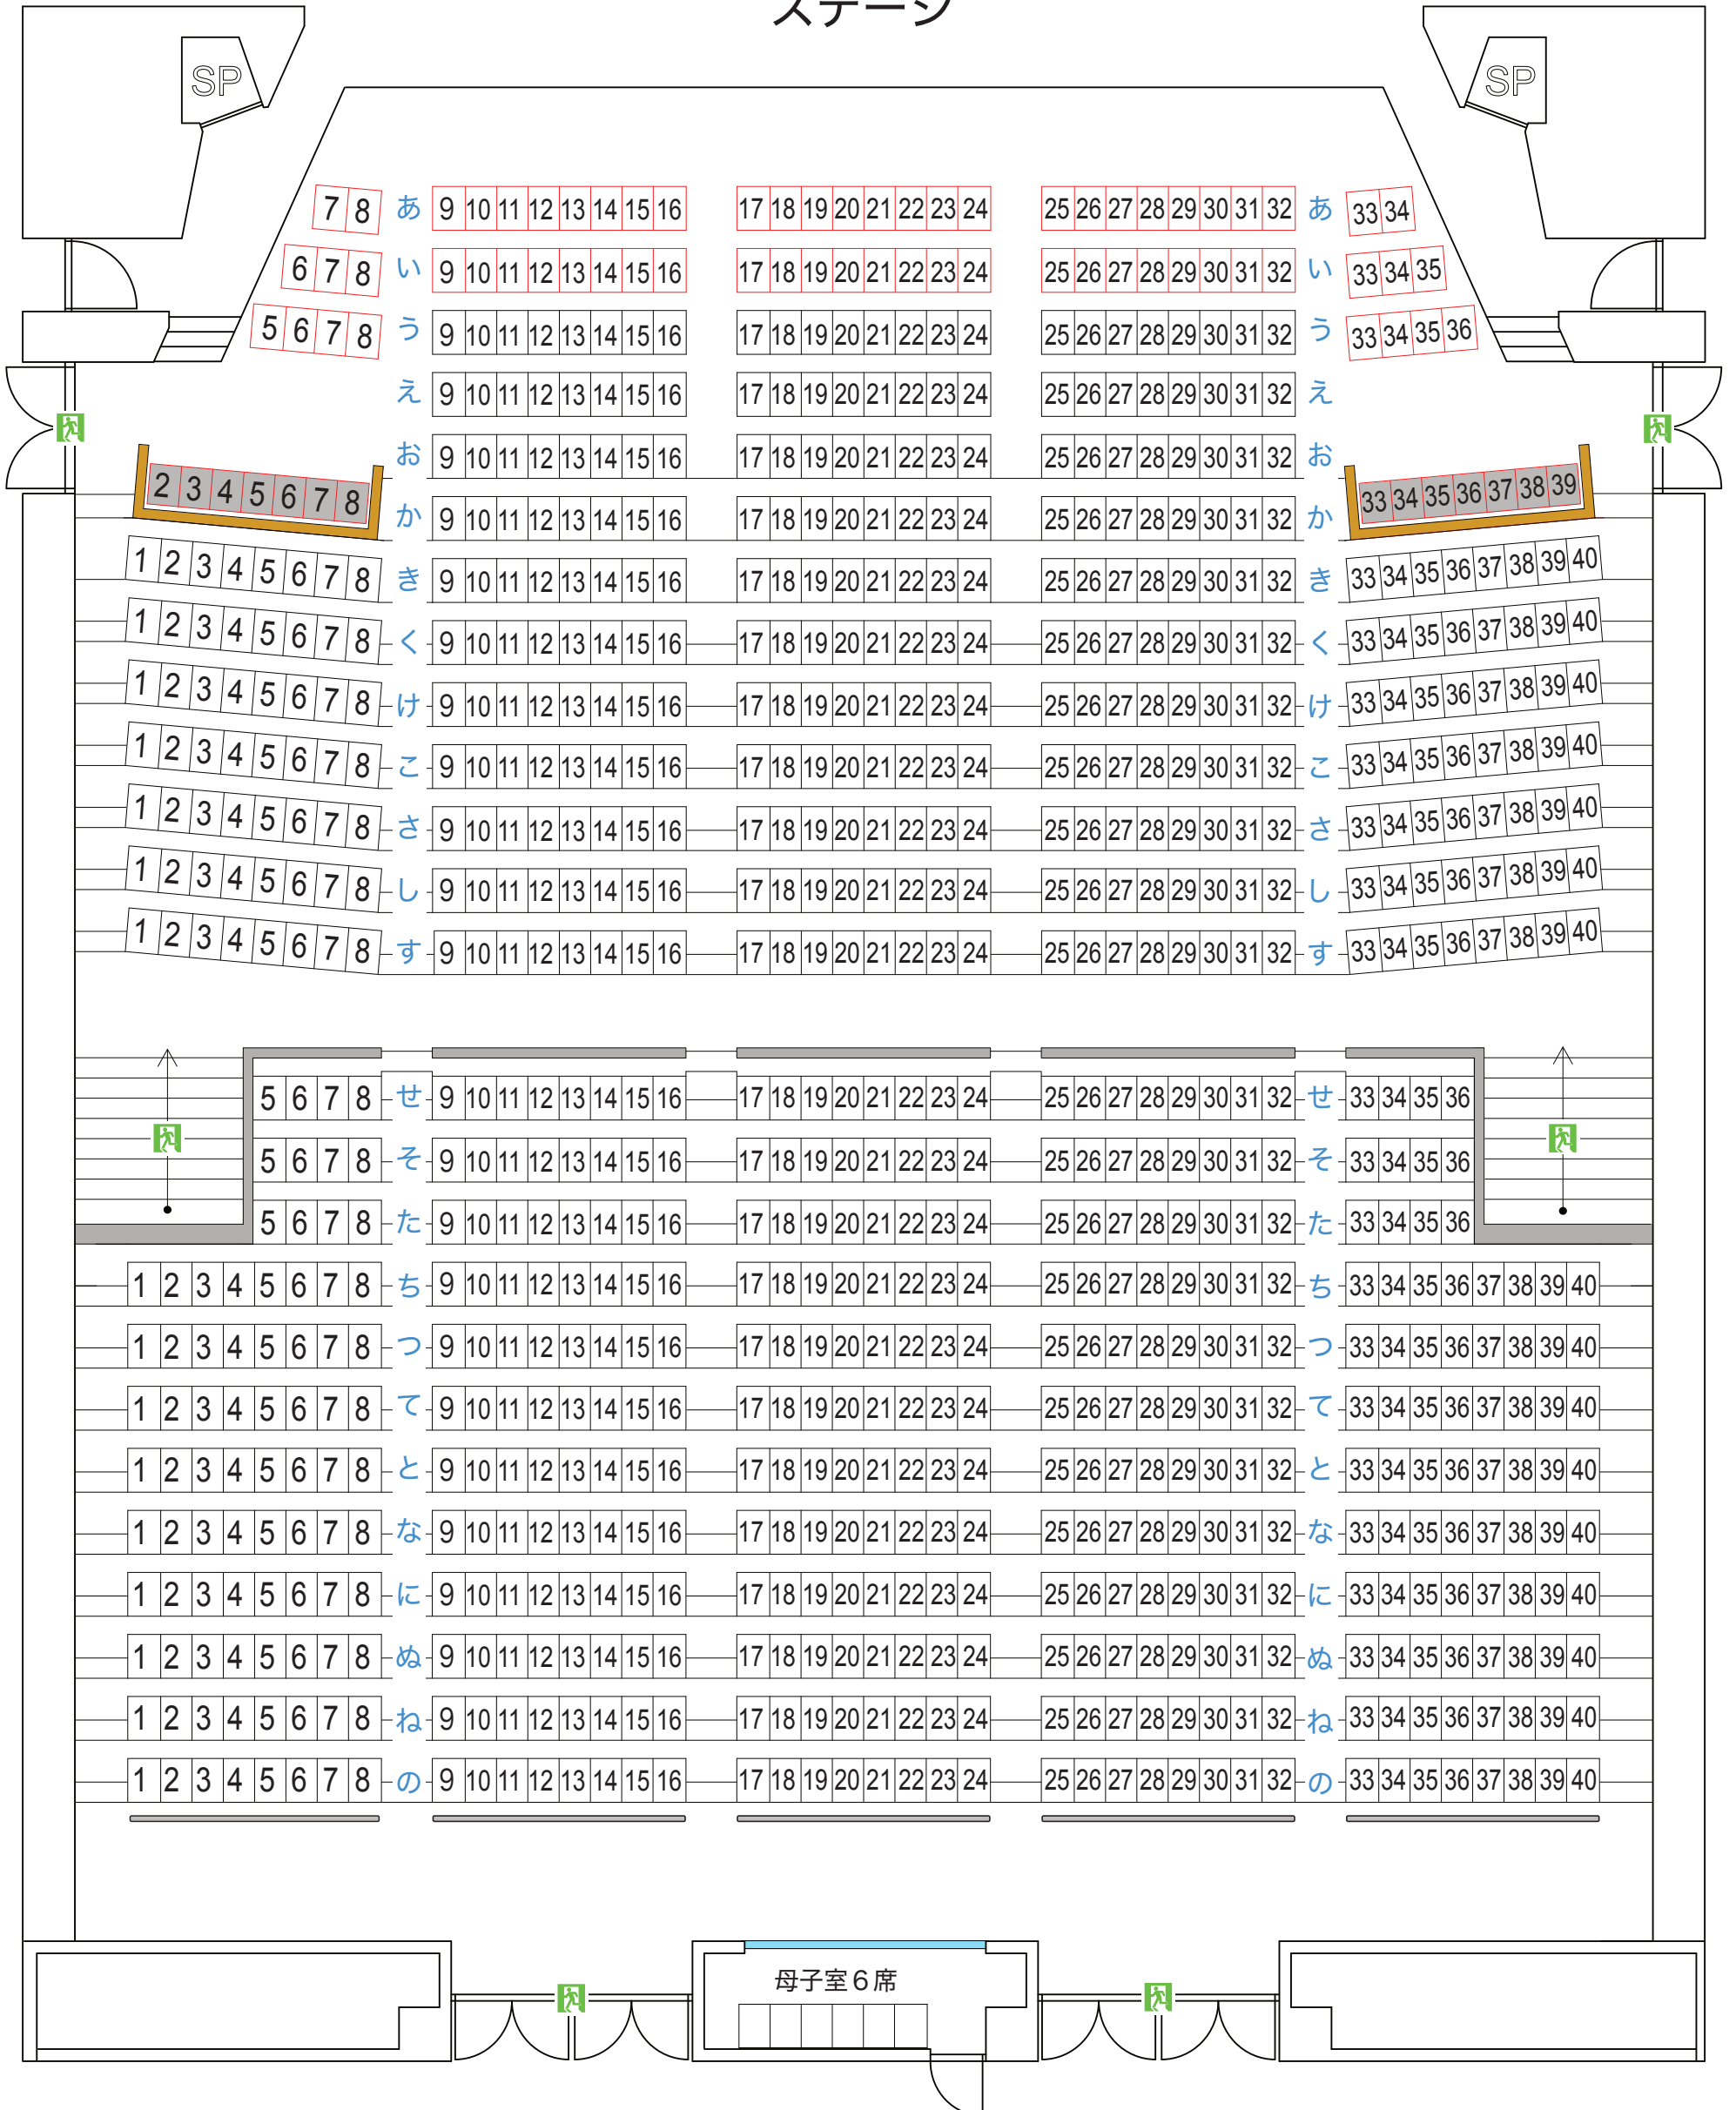 ステージ
SP SP
7 8 あ 9 10 11 12 13 14 15 16 17 18 19 20 21 22 23 24 25 26 27 28 29 30 31 32 あ 33 34
6 7 8 い 9 10 11 12 13 14 15 16 17 18 19 20 21 22 23 24 25 26 27 28 29 30 31 32 い 33 34 35
5 6 7 8 う 9 10 11 12 13 14 15 16 17 18 19 20 21 22 23 24 25 26 27 28 29 30 31 32 う 33 34 35 36
え 9 10 11 12 13 14 15 16 17 18 19 20 21 22 23 24 25 26 27 28 29 30 31 32 え
お 9 10 11 12 13 14 15 16 17 18 19 20 21 22 23 24 25 26 27 28 29 30 31 32 お
2 3 4 5 6 7 8 か 9 10 11 12 13 14 15 16 17 18 19 20 21 22 23 24 25 26 27 28 29 30 31 32 か 33 34 35 36 37 38 39
1 2 3 4 5 6 7 8 き 9 10 11 12 13 14 15 16 17 18 19 20 21 22 23 24 25 26 27 28 29 30 31 32 き 33 34 35 36 37 38 39 40
1 2 3 4 5 6 7 8 く 9 10 11 12 13 14 15 16 17 18 19 20 21 22 23 24 25 26 27 28 29 30 31 32 く 33 34 35 36 37 38 39 40
1 2 3 4 5 6 7 8 け 9 10 11 12 13 14 15 16 17 18 19 20 21 22 23 24 25 26 27 28 29 30 31 32 け 33 34 35 36 37 38 39 40
1 2 3 4 5 6 7 8 こ 9 10 11 12 13 14 15 16 17 18 19 20 21 22 23 24 25 26 27 28 29 30 31 32 こ 33 34 35 36 37 38 39 40
1 2 3 4 5 6 7 8 さ 9 10 11 12 13 14 15 16 17 18 19 20 21 22 23 24 25 26 27 28 29 30 31 32 さ 33 34 35 36 37 38 39 40
1 2 3 4 5 6 7 8 し 9 10 11 12 13 14 15 16 17 18 19 20 21 22 23 24 25 26 27 28 29 30 31 32 し 33 34 35 36 37 38 39 40
1 2 3 4 5 6 7 8 す 9 10 11 12 13 14 15 16 17 18 19 20 21 22 23 24 25 26 27 28 29 30 31 32 す 33 34 35 36 37 38 39 40
5 6 7 8 せ 9 10 11 12 13 14 15 16 17 18 19 20 21 22 23 24 25 26 27 28 29 30 31 32 せ 33 34 35 36
5 6 7 8 そ 9 10 11 12 13 14 15 16 17 18 19 20 21 22 23 24 25 26 27 28 29 30 31 32 そ 33 34 35 36
5 6 7 8 た 9 10 11 12 13 14 15 16 17 18 19 20 21 22 23 24 25 26 27 28 29 30 31 32 た 33 34 35 36
1 2 3 4 5 6 7 8 ち 9 10 11 12 13 14 15 16 17 18 19 20 21 22 23 24 25 26 27 28 29 30 31 32 ち 33 34 35 36 37 38 39 40
1 2 3 4 5 6 7 8 つ 9 10 11 12 13 14 15 16 17 18 19 20 21 22 23 24 25 26 27 28 29 30 31 32 つ 33 34 35 36 37 38 39 40
1 2 3 4 5 6 7 8 て 9 10 11 12 13 14 15 16 17 18 19 20 21 22 23 24 25 26 27 28 29 30 31 32 て 33 34 35 36 37 38 39 40
1 2 3 4 5 6 7 8 と 9 10 11 12 13 14 15 16 17 18 19 20 21 22 23 24 25 26 27 28 29 30 31 32 と 33 34 35 36 37 38 39 40
1 2 3 4 5 6 7 8 な 9 10 11 12 13 14 15 16 17 18 19 20 21 22 23 24 25 26 27 28 29 30 31 32 な 33 34 35 36 37 38 39 40
1 2 3 4 5 6 7 8 に 9 10 11 12 13 14 15 16 17 18 19 20 21 22 23 24 25 26 27 28 29 30 31 32 に 33 34 35 36 37 38 39 40
1 2 3 4 5 6 7 8 ぬ 9 10 11 12 13 14 15 16 17 18 19 20 21 22 23 24 25 26 27 28 29 30 31 32 ぬ 33 34 35 36 37 38 39 40
1 2 3 4 5 6 7 8 ね 9 10 11 12 13 14 15 16 17 18 19 20 21 22 23 24 25 26 27 28 29 30 31 32 ね 33 34 35 36 37 38 39 40
1 2 3 4 5 6 7 8 の 9 10 11 12 13 14 15 16 17 18 19 20 21 22 23 24 25 26 27 28 29 30 31 32 の 33 34 35 36 37 38 39 40
母子室6席